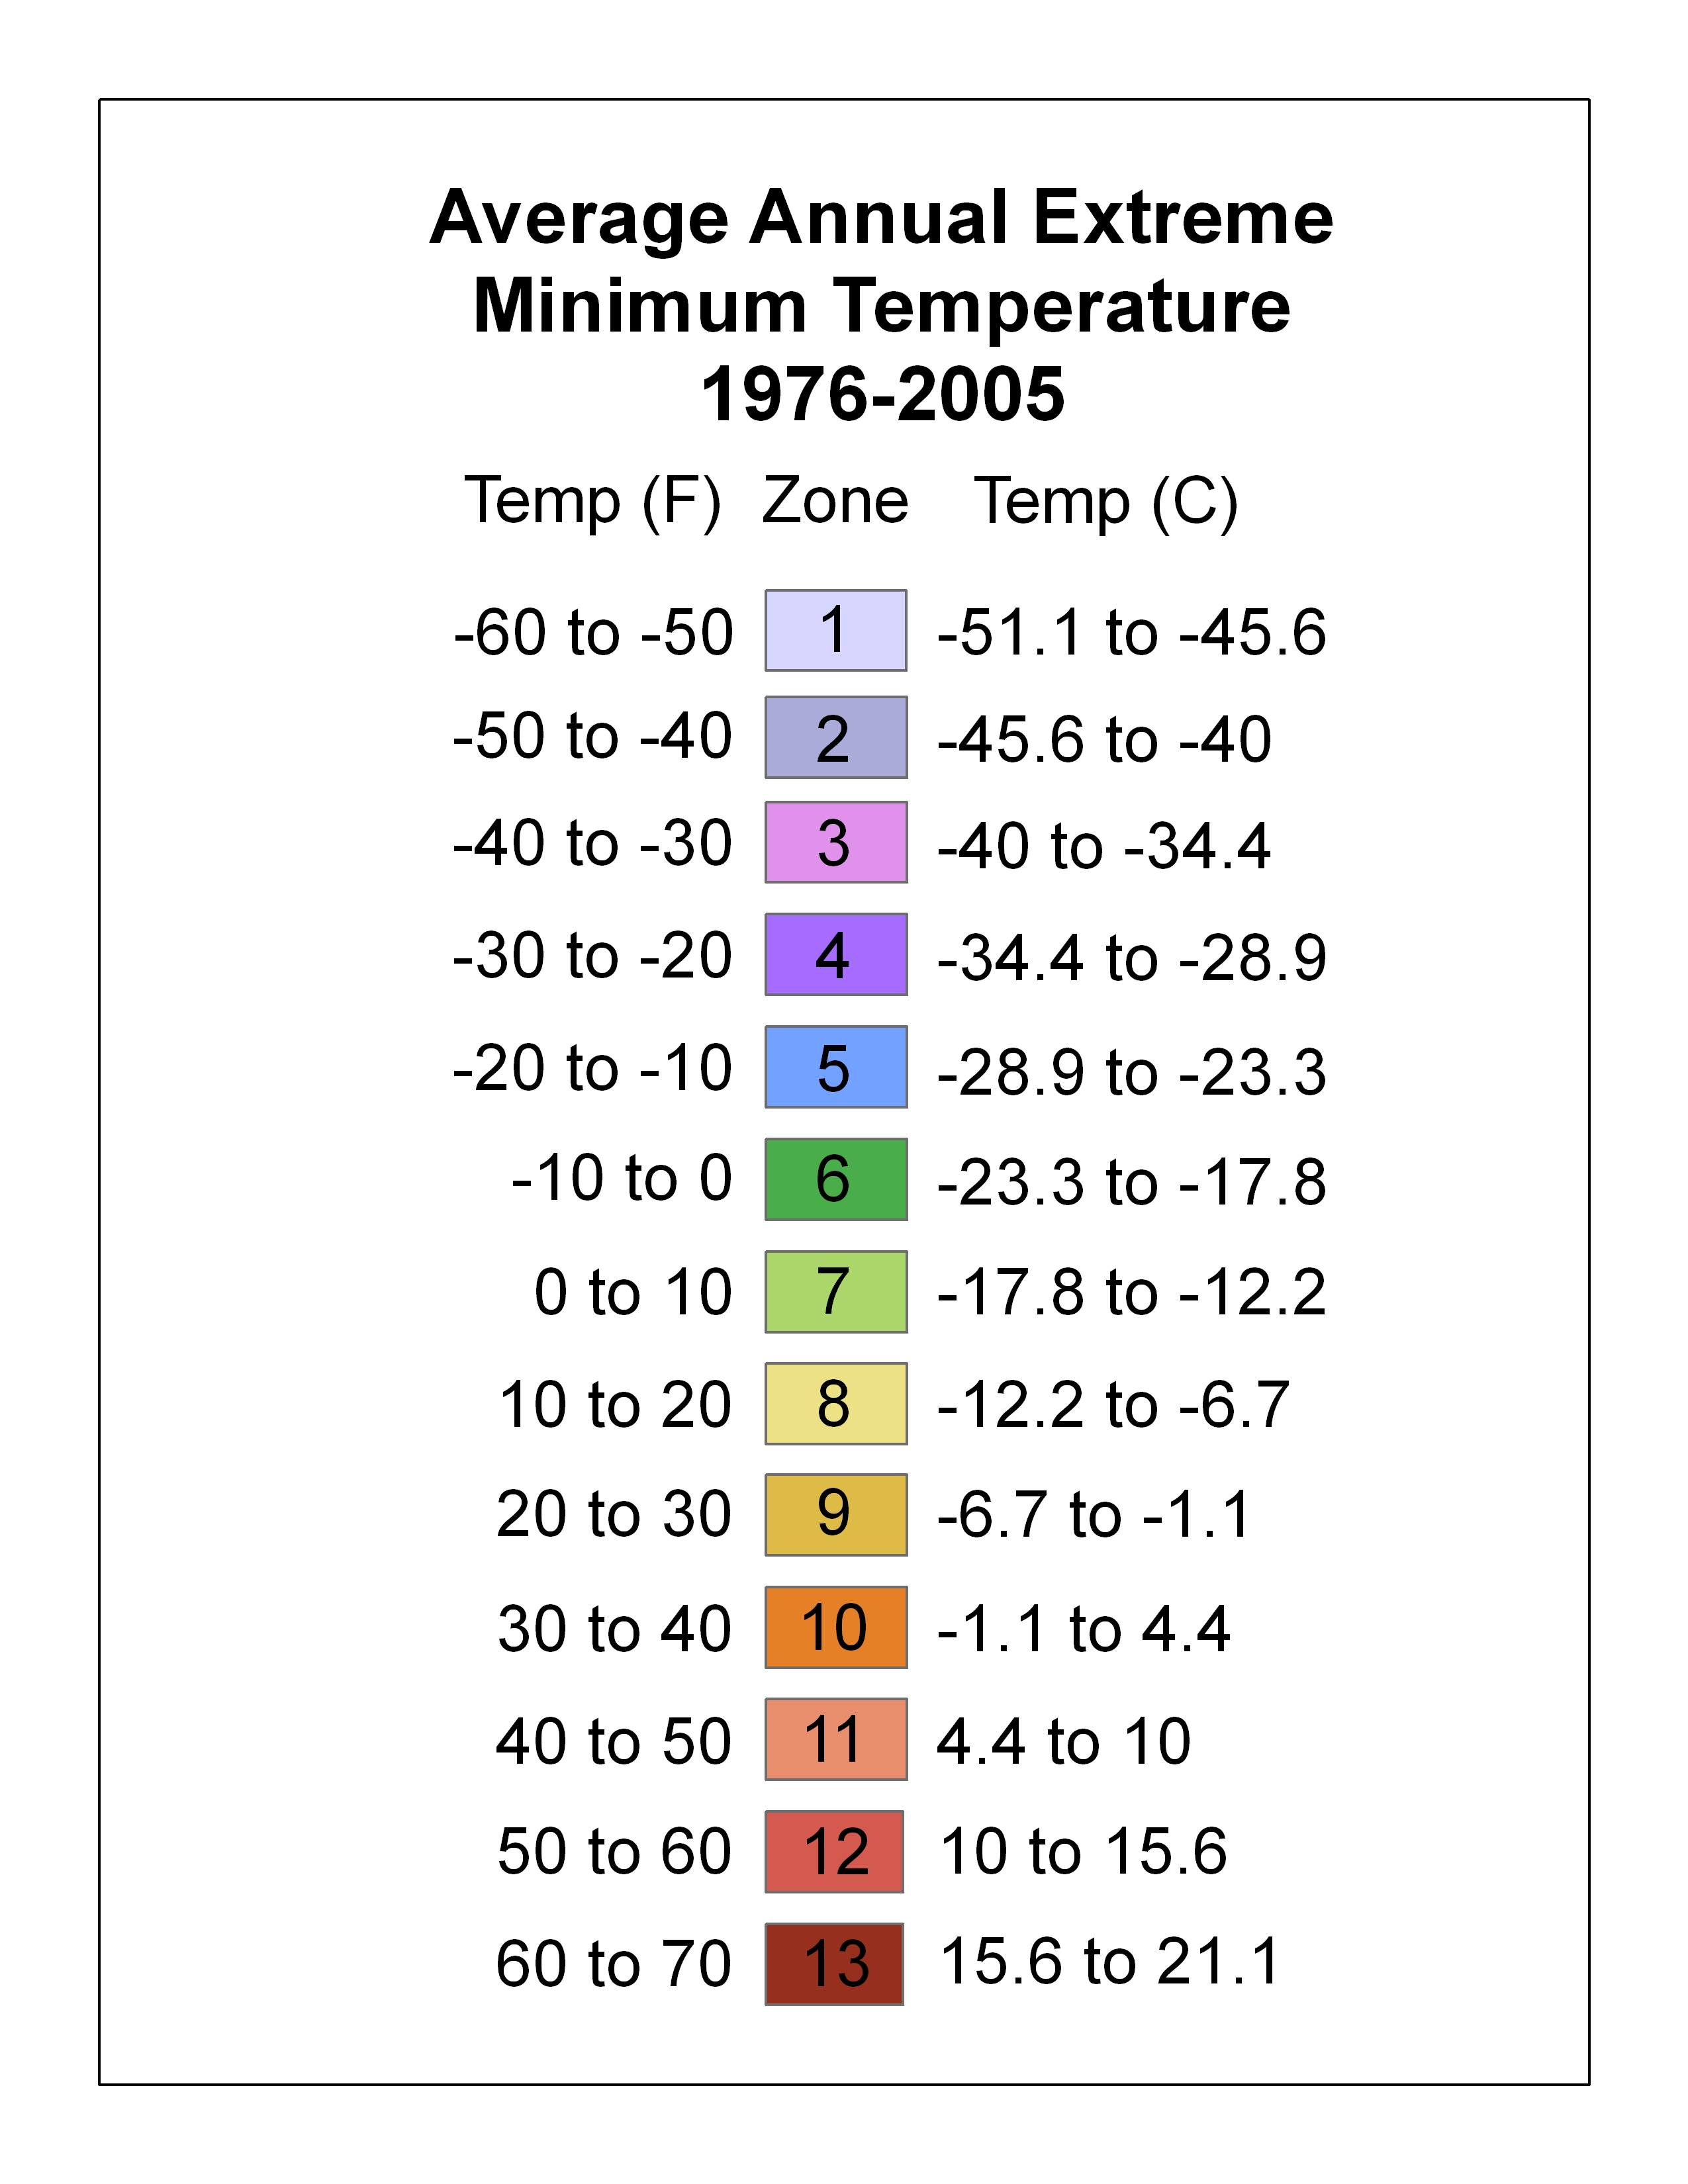 Average Annual Extreme
Minimum Temperature
1976-2005
Temp (F) Zone Temp (C)
-60 to -50 1 -51.1 to -45.6
-50 to -40 2 -45.6 to -40
-40 to -30 3 -40 to -34.4
-30 to -20 4 -34.4 to -28.9
-20 to -10 5 -28.9 to -23.3
-10 to 0 6 -23.3 to -17.8
0 to 10 7 -17.8 to -12.2
10 to 20 8 -12.2 to -6.7
20 to 30 9 -6.7 to -1.1
30 to 40 10 -1.1 to 4.4
40 to 50 11 4.4 to 10
50 to 60 12 10 to 15.6
60 to 70 13 15.6 to 21.1